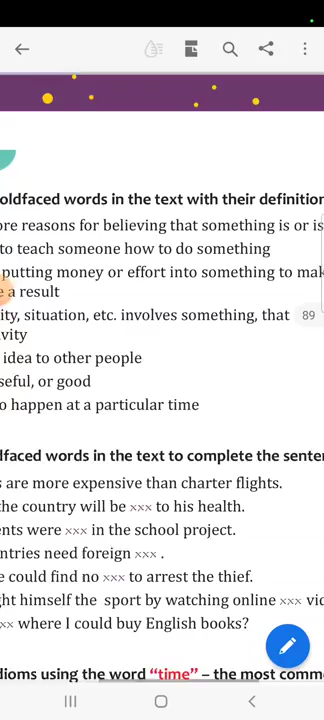 oldfaced words in the text with their definition
ore reasons for believing that something is or is
to teach someone how to do something
putting money or effort into something to mak
e a result
ity, situation, etc. involves something, that
89
ivity
idea to other people
seful, or good
o happen at a particular time
dfaced words in the text to complete the senten
s are more expensive than charter flights.
the country will be xxx to his health.
ents were xxx in the school project.
untries need foreign xxx .
e could find no xxx to arrest the thief.
ght himself the sport by watching online xxx vid
xx where I could buy English books?
dioms using the word “time” – the most comm